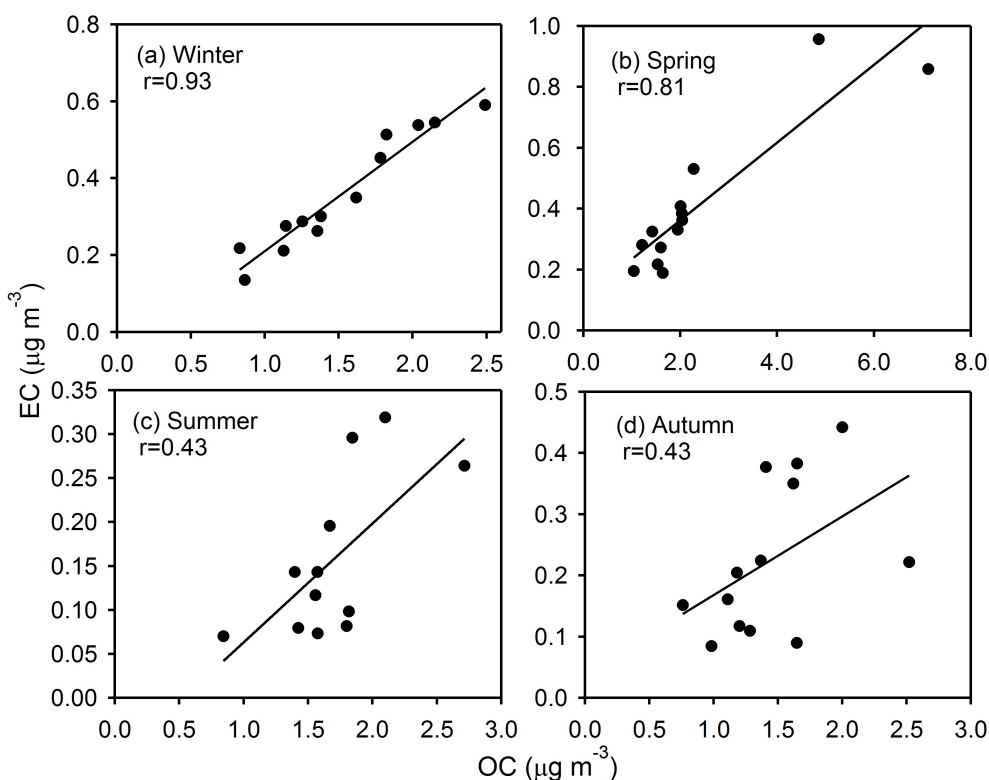 (a) Winter
r=0.93
0.8
0.6
0.4
0.2
0.0
0.0 0.5 1.0 1.5 2.0 2.5
(b) Spring
r=0.81
1.0
0.8
0.6
0.4
0.2
0.0
0.0 2.0 4.0 6.0 8.0
EC (μg m⁻³)
(c) Summer
r=0.43
0.35
0.30
0.25
0.20
0.15
0.10
0.05
0.00
0.0 0.5 1.0 1.5 2.0 2.5 3.0
(d) Autumn
r=0.43
0.5
0.4
0.3
0.2
0.1
0.0
0.0 0.5 1.0 1.5 2.0 2.5 3.0
OC (μg m⁻³)